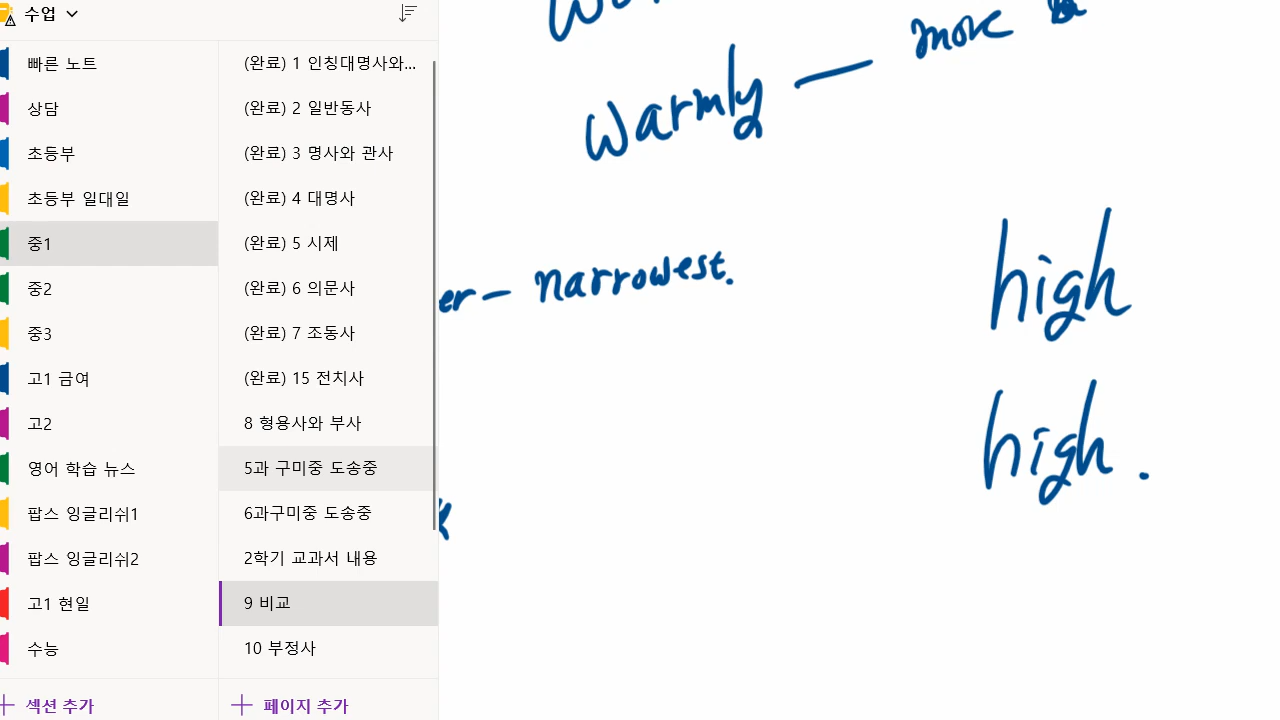 수업
빠른 노트
상담
초등부
초등부 일대일
중1
중2
중3
고1 금여
고2
영어 학습 뉴스
팝스 잉글리쉬1
팝스 잉글리쉬2
고1 현일
수능
섹션 추가
(완료) 1 인칭대명사와...
(완료) 2 일반동사
(완료) 3 명사와 관사
(완료) 4 대명사
(완료) 5 시제
(완료) 6 의문사
(완료) 7 조동사
(완료) 15 전치사
8 형용사와 부사
5과 구미중 도송중
6과구미중 도송중
2학기 교과서 내용
9 비교
10 부정사
페이지 추가
warmly — more
er — narrowest.
high
high.